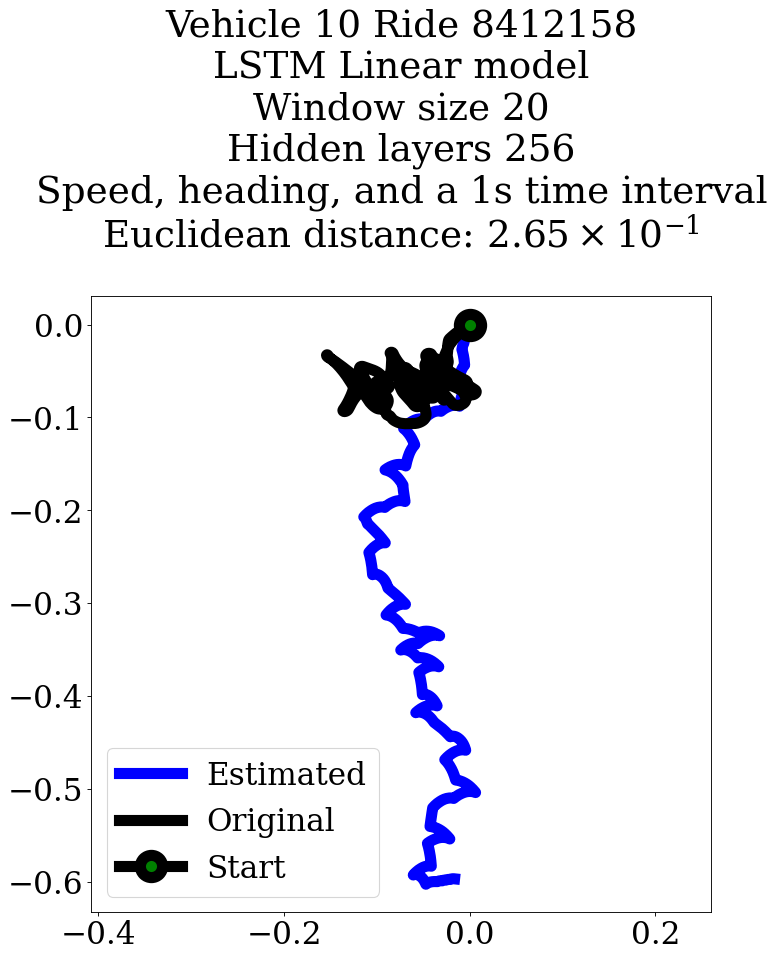 Vehicle 10 Ride 8412158
LSTM Linear model
Window size 20
Hidden layers 256
Speed, heading, and a 1s time interval
Euclidean distance: 2.65 × 10⁻¹
0.0
−0.1
−0.2
−0.3
−0.4
−0.5
−0.6
Estimated
Original
Start
−0.4 −0.2 0.0 0.2